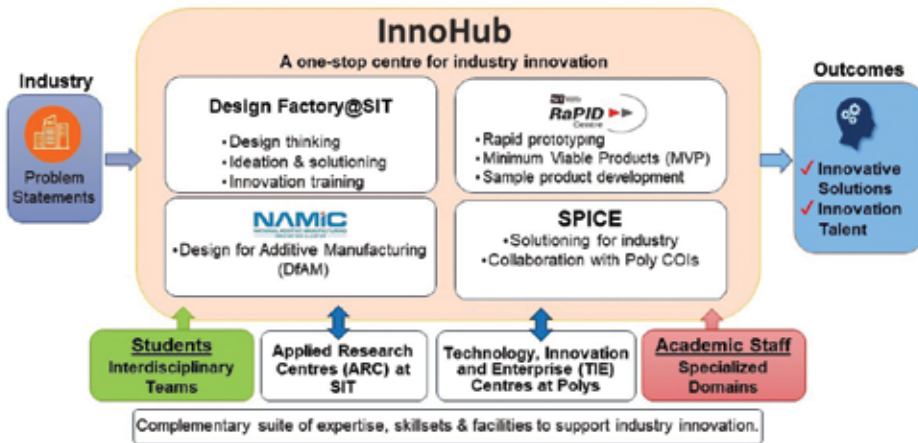 InnoHub
A one-stop centre for industry innovation
Industry
Problem
Statements
Design Factory@SIT
•Design thinking
•Ideation & solutioning
•Innovation training
RaPID
Centre
•Rapid prototyping
•Minimum Viable Products (MVP)
•Sample product development
NAMIC
NATIONAL ADDITIVE MANUFACTURING
•Design for Additive Manufacturing
(DfAM)
SPICE
•Solutioning for industry
•Collaboration with Poly COIs
Outcomes
✓ Innovative
Solutions
✓ Innovation
Talent
Students
Interdisciplinary
Teams
Applied Research
Centres (ARC) at
SIT
Technology, Innovation
and Enterprise (TIE)
Centres at Polys
Academic Staff
Specialized
Domains
Complementary suite of expertise, skillsets & facilities to support industry innovation.